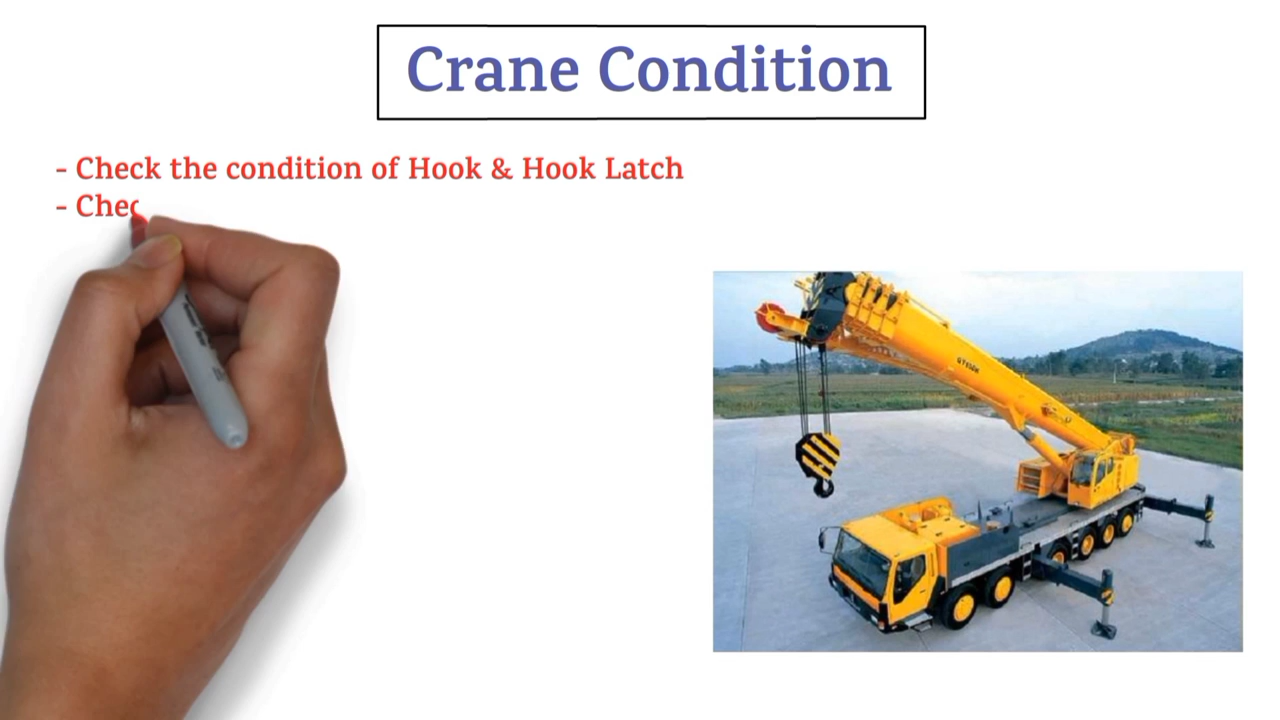 Crane Condition
- Check the condition of Hook & Hook Latch
- Chec